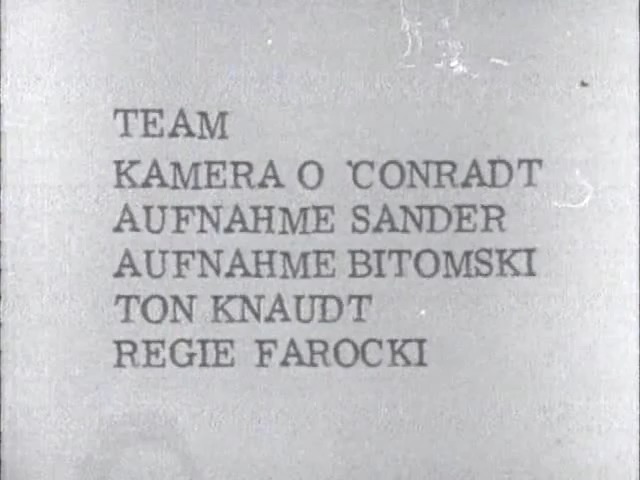 TEAM
KAMERA O 'CONRADT
AUFNAHME SANDER
AUFNAHME BITOMSKI
TON KNAUDT
REGIE FAROCKI